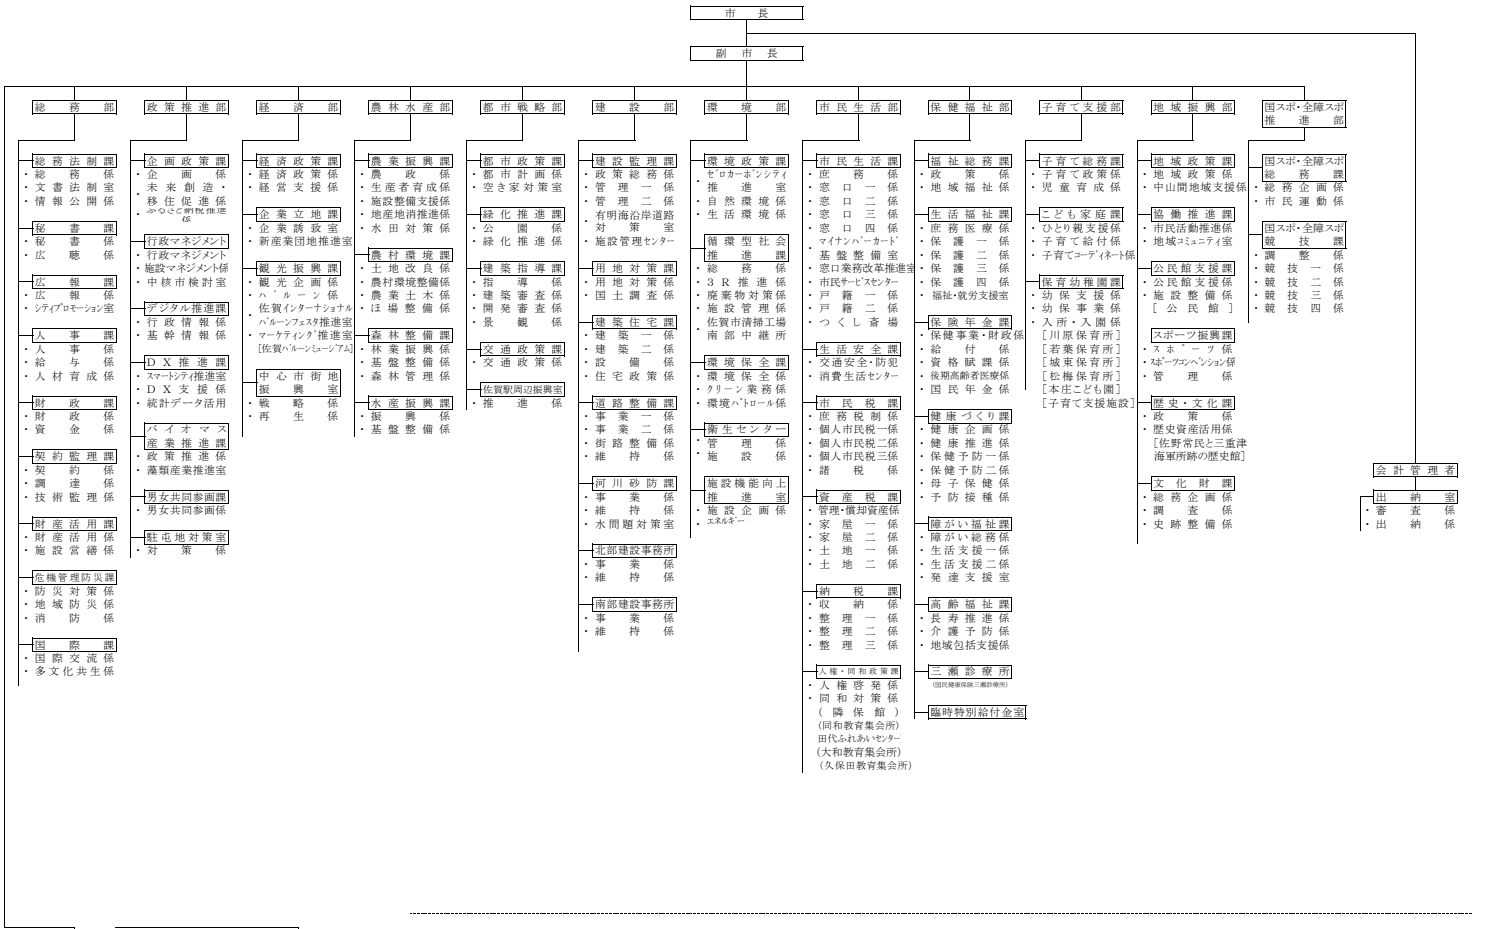 市長
副市長
総務部
総務法制課
・総務係
・文書法制室
・情報公開係
秘書課
・秘書係
・広聴係
広報課
・広報係
・シティプロモーション室
人事課
・人事係
・給与係
・人材育成係
財政課
・財政係
・資金係
契約監理課
・契約係
・調達係
・技術監理係
財産活用課
・財産活用係
・施設営繕係
危機管理防災課
・防災対策係
・地域防災係
・消防係
国際課
・国際交流係
・多文化共生係
政策推進部
企画政策課
・企画係
・未来創造・
・移住促進係
・ふるさと納税推進
係
行政マネジメント
・行政マネジメント
・施設マネジメント係
・中核市検討室
デジタル推進課
・行政情報係
・基幹情報係
ＤＸ推進課
・スマートシティ推進室
・ＤＸ支援係
・統計データ活用
バイオマス
産業推進課
・政策推進係
・藻類産業推進室
男女共同参画課
・男女共同参画係
駐屯地対策室
・対策係
経済部
経済政策課
・経済政策係
・経営支援係
企業立地課
・企業誘致室
・新産業団地推進室
観光振興課
・観光企画係
・バルーン係
・佐賀インターナショナル
バルーンフェスタ推進室
・マーケティング推進室
[佐賀バルーンミュージアム]
中心市街地
振興室
・戦略係
・再生係
農林水産部
農業振興課
・農政係
・生産者育成係
・施設整備支援係
・地産地消推進係
・水田対策係
農村環境課
・土地改良係
・農村環境整備係
・農業土木係
・ほ場整備係
森林整備課
・林業振興係
・基盤整備係
・森林管理係
水産振興課
・振興係
・基盤整備係
都市戦略部
都市政策課
・都市計画係
・空き家対策室
緑化推進課
・公園係
・緑化推進係
建築指導課
・指導係
・建築審査係
・開発審査係
・景観係
交通政策課
・交通政策係
佐賀駅周辺振興室
・推進係
建設部
建設監理課
・政策総務係
・管理一係
・管理二係
・有明海沿岸道路
対策室
・施設管理センター
用地対策課
・用地対策係
・国土調査係
建築住宅課
・建築一係
・建築二係
・設備係
・住宅政策係
道路整備課
・事業一係
・事業二係
・街路整備係
・維持係
河川砂防課
・事業係
・維持係
・水問題対策室
北部建設事務所
・事業係
・維持係
南部建設事務所
・事業係
・維持係
環境部
環境政策課
・ゼロカーボンシティ
推進室
・自然環境係
・生活環境係
循環型社会
推進課
・総務係
・３Ｒ推進係
・廃棄物対策係
・施設管理係
・佐賀市清掃工場
南部中継所
環境保全課
・環境保全係
・クリーン業務係
・環境パトロール係
衛生センター
・管理係
・施設係
施設機能向上
推進室
・施設企画係
・エネルギー
市民生活部
市民生活課
・庶務係
・窓口一係
・窓口二係
・窓口三係
・窓口四係
・マイナンバーカード
基盤整備室
・窓口業務改革推進室
・市民サービスセンター
・戸籍一係
・戸籍二係
・つくし斎場
生活安全課
・交通安全・防犯
・消費生活センター
市民税課
・庶務税制係
・個人市民税一係
・個人市民税二係
・個人市民税三係
・諸税係
資産税課
・管理・償却資産係
・家屋一係
・家屋二係
・土地一係
・土地二係
納税課
・収納係
・整理一係
・整理二係
・整理三係
人権・同和政策課
・人権啓発係
・同和対策係
(隣保館)
(同和教育集会所)
田代ふれあいセンター
(大和教育集会所)
(久保田教育集会所)
保健福祉部
福祉総務課
・政策係
・地域福祉係
生活福祉課
・庶務医療係
・保護一係
・保護二係
・保護三係
・保護四係
・福祉・就労支援室
保険年金課
・保健事業・財政係
・給付係
・資格賦課係
・後期高齢者医療係
・国民年金係
健康づくり課
・健康企画係
・健康推進係
・保健予防一係
・保健予防二係
・母子保健係
・予防接種係
障がい福祉課
・障がい総務係
・生活支援一係
・生活支援二係
・発達支援室
高齢福祉課
・長寿推進係
・介護予防係
・地域包括支援係
三瀬診療所
(国民健康保険三瀬診療所)
臨時特別給付金室
子育て支援部
子育て総務課
・子育て政策係
・児童育成係
こども家庭課
・ひとり親支援係
・子育て給付係
・子育てコーディネート係
保育幼稚園課
・幼保支援係
・幼保事業係
・入所・入園係
[川原保育所]
[若葉保育所]
[城東保育所]
[松梅保育所]
[本庄こども園]
[子育て支援施設]
地域振興部
地域政策課
・地域政策係
・中山間地域支援係
協働推進課
・市民活動推進係
・地域コミュニティ室
公民館支援課
・公民館支援係
・施設整備係
[公民館]
スポーツ振興課
・スポーツ係
・スポーツコンベンション係
・管理係
歴史・文化課
・政策係
・歴史資産活用係
[佐野常民と三重津
海軍所跡の歴史館]
文化財課
・総務企画係
・調査係
・史跡整備係
国スポ・全障スポ
推進部
国スポ・全障スポ
総務課
・総務企画係
・市民運動係
国スポ・全障スポ
競技課
・調整係
・競技一係
・競技二係
・競技三係
・競技四係
会計管理者
出納室
・審査係
・出納係